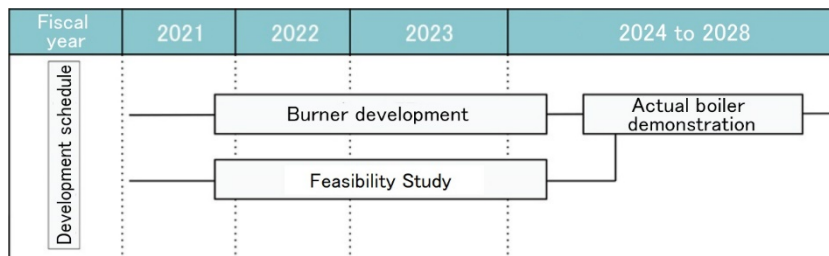 Fiscal
year
2021
2022
2023
2024 to 2028
Development schedule
Burner development
Actual boiler
demonstration
Feasibility Study